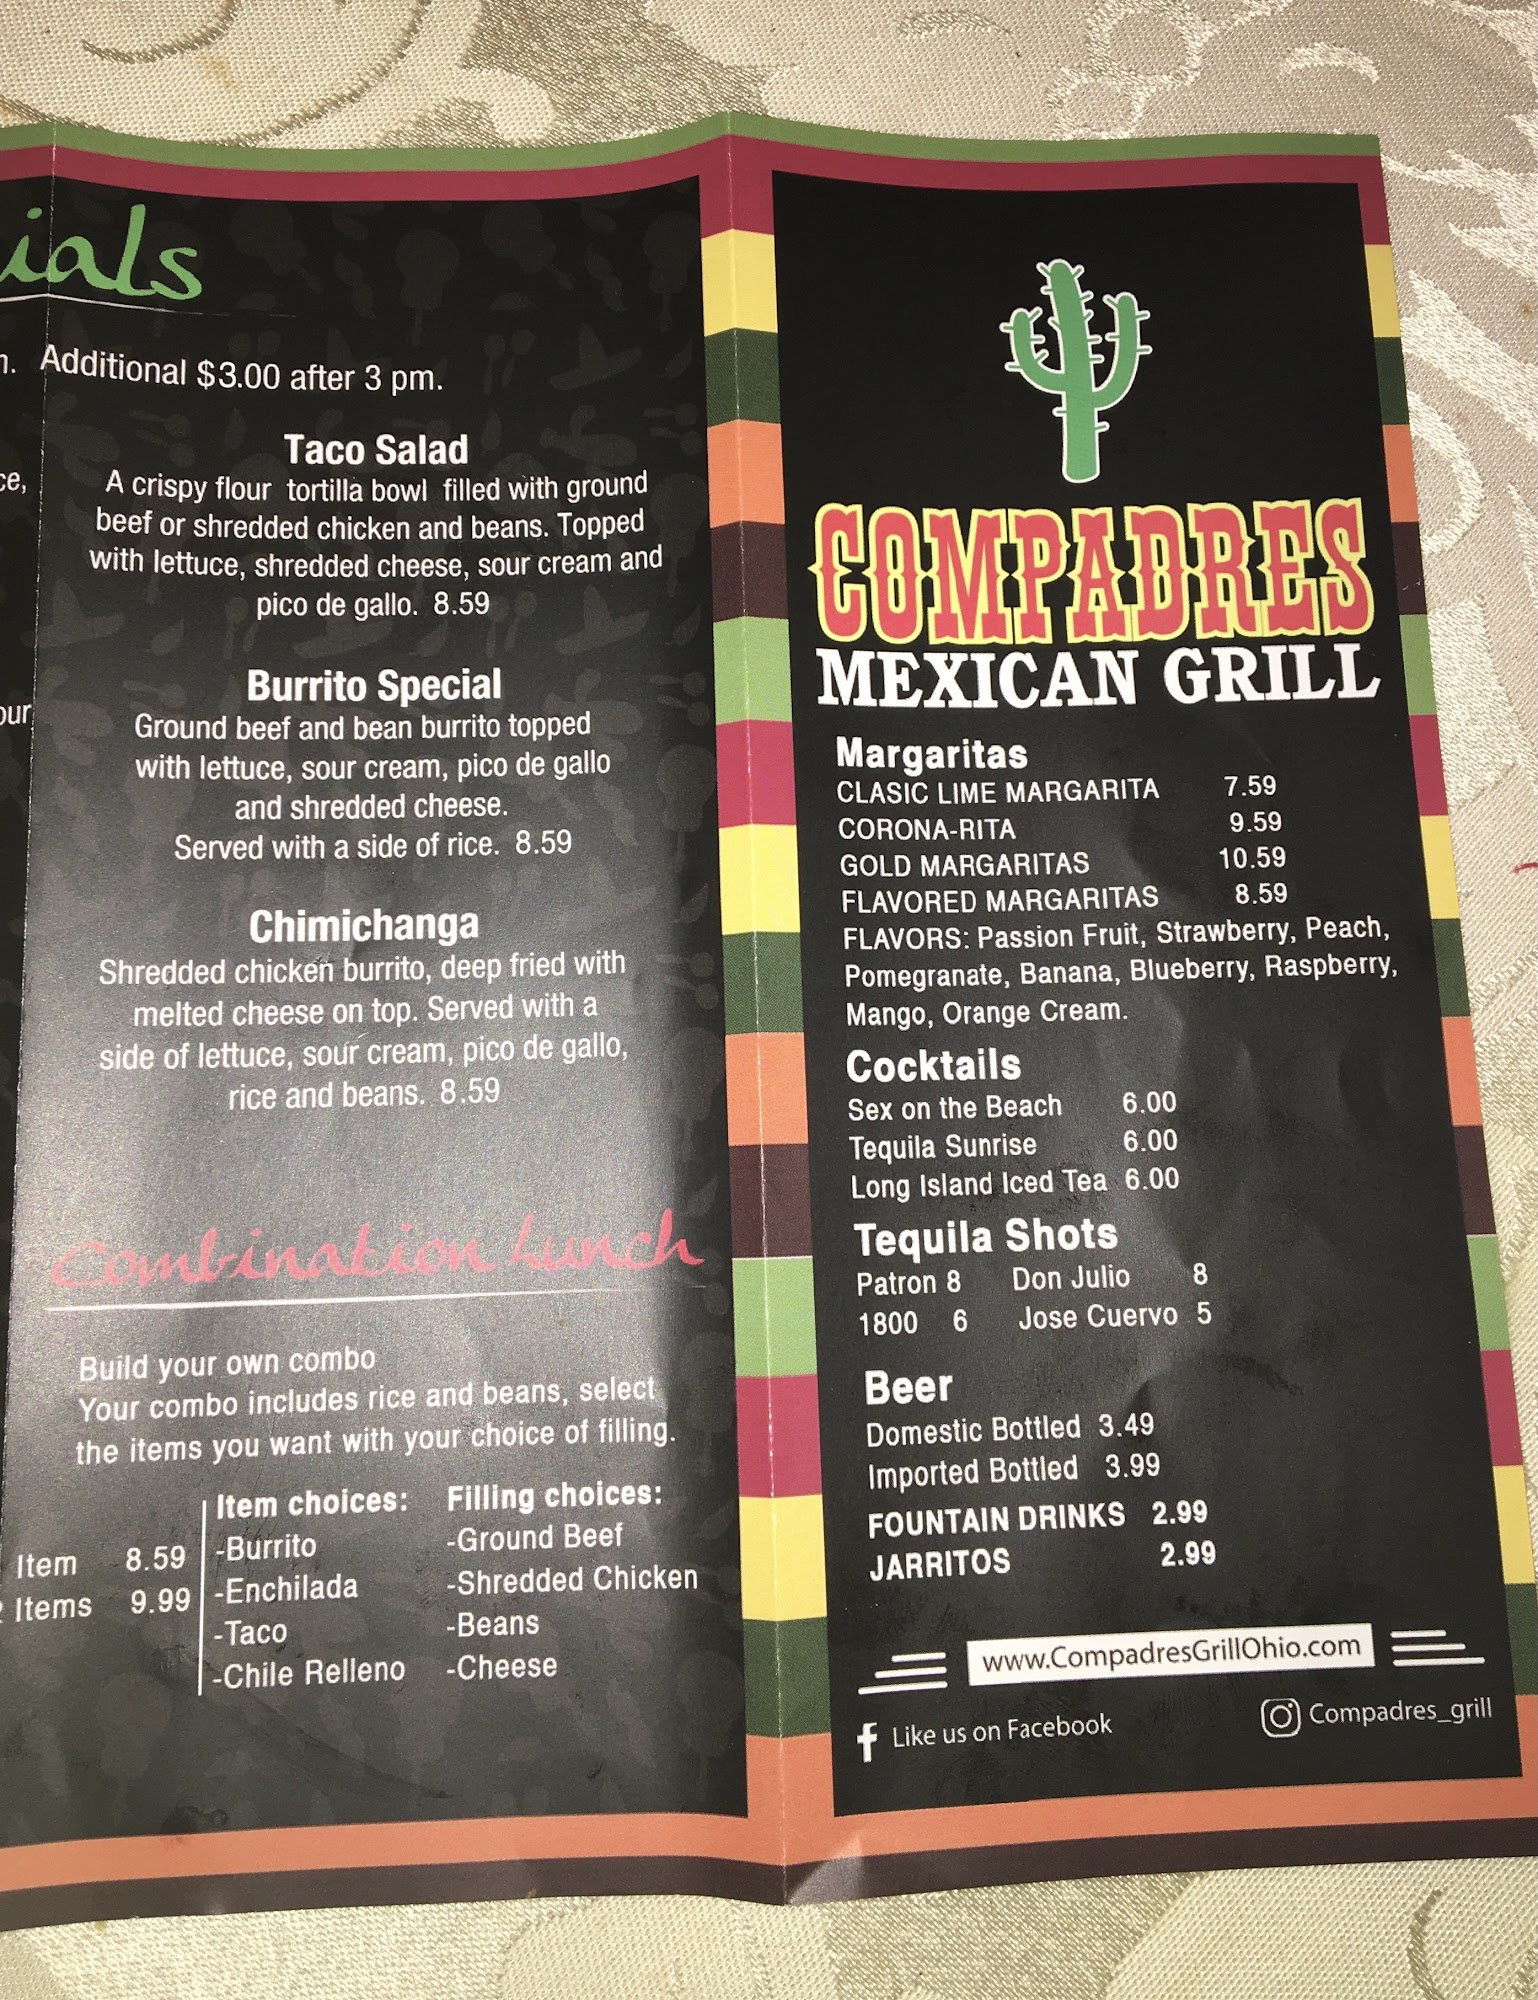 ials
Additional $3.00 after 3 pm.
Taco Salad
A crispy flour tortilla bowl filled with ground
beef or shredded chicken and beans. Topped
with lettuce, shredded cheese, sour cream and
pico de gallo. 8.59
Burrito Special
Ground beef and bean burrito topped
with lettuce, sour cream, pico de gallo
and shredded cheese.
Served with a side of rice. 8.59
Chimichanga
Shredded chicken burrito, deep fried with
melted cheese on top. Served with a
side of lettuce, sour cream, pico de gallo,
rice and beans. 8.59
Combination Lunch
Build your own combo
Your combo includes rice and beans, select
the items you want with your choice of filling.
Item 8.59
Items 9.99
Item choices:
-Burrito
-Enchilada
-Taco
-Chile Relleno
Filling choices:
-Ground Beef
-Shredded Chicken
-Beans
-Cheese
COMPADRES
MEXICAN GRILL
Margaritas
CLASIC LIME MARGARITA 7.59
CORONA-RITA 9.59
GOLD MARGARITAS 10.59
FLAVORED MARGARITAS 8.59
FLAVORS: Passion Fruit, Strawberry, Peach,
Pomegranate, Banana, Blueberry, Raspberry,
Mango, Orange Cream.
Cocktails
Sex on the Beach 6.00
Tequila Sunrise 6.00
Long Island Iced Tea 6.00
Tequila Shots
Patron 8 Don Julio 8
1800 6 Jose Cuervo 5
Beer
Domestic Bottled 3.49
Imported Bottled 3.99
FOUNTAIN DRINKS 2.99
JARRITOS 2.99
www.CompadresGrillOhio.com
Like us on Facebook Compadres_grill